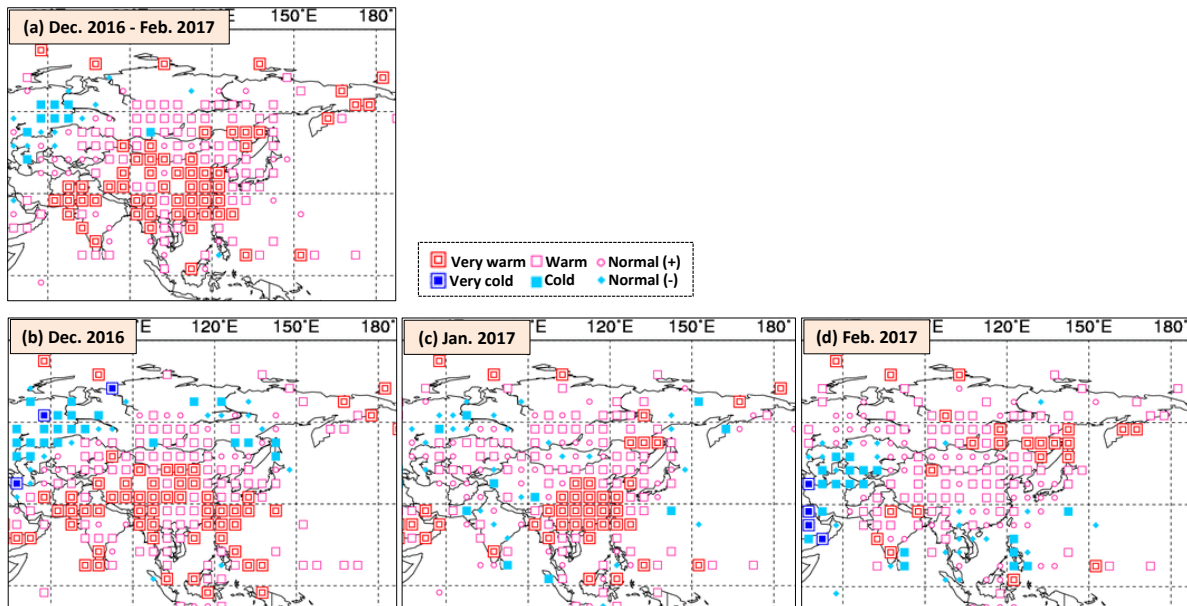 (a) Dec. 2016 - Feb. 2017
150°E
180°
Very warm Warm Normal (+)
Very cold Cold Normal (-)
(b) Dec. 2016
°E
120°E
150°E
180°
(c) Jan. 2017
120°E
150°E
180°
(d) Feb. 2017
0°E
120°E
150°E
180°